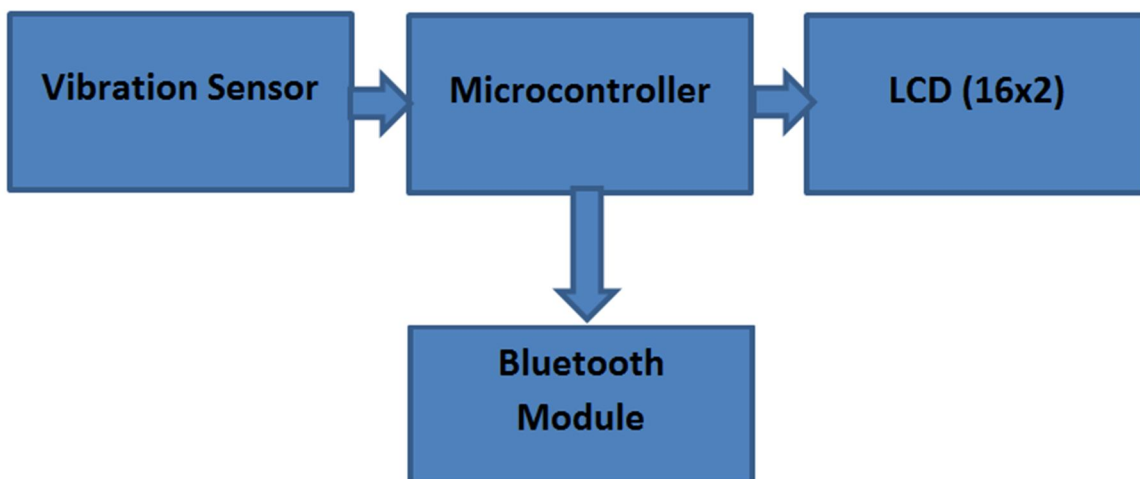 Vibration Sensor
Microcontroller
LCD (16x2)
Bluetooth
Module